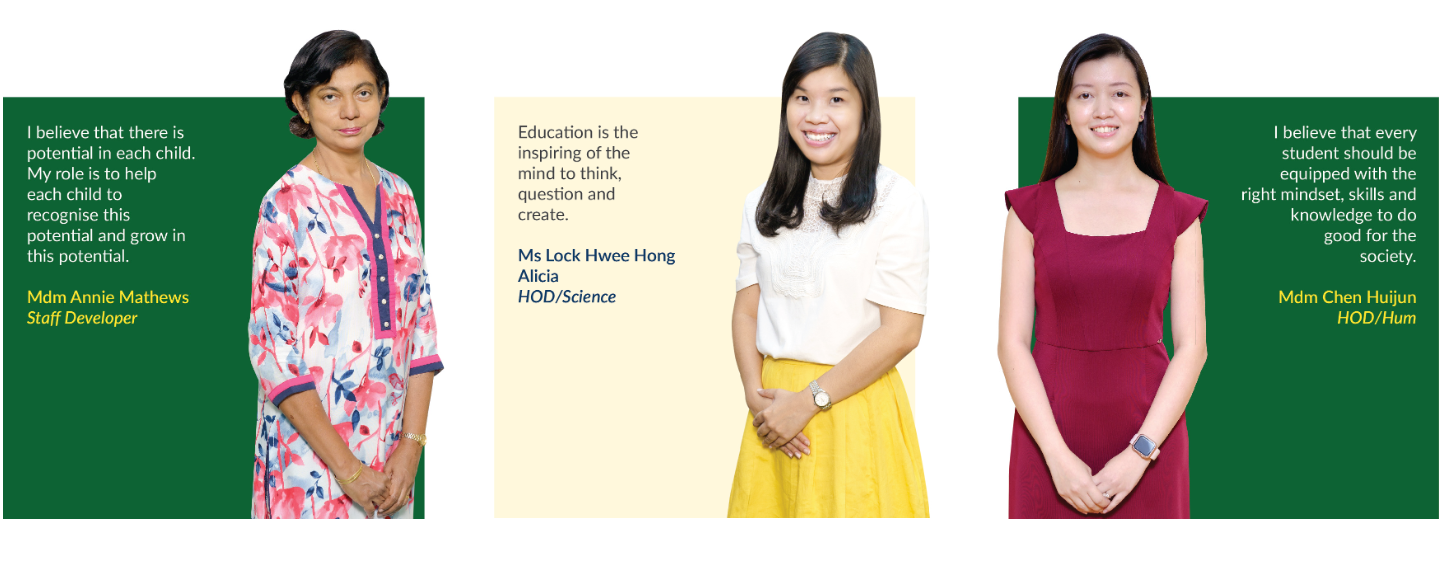 I believe that there is
potential in each child.
My role is to help
each child to
recognise this
potential and grow in
this potential.
Mdm Annie Mathews
Staff Developer
Education is the
inspiring of the
mind to think,
question and
create.
Ms Lock Hwee Hong
Alicia
HOD/Science
I believe that every
student should be
equipped with the
right mindset, skills and
knowledge to do
good for the
society.
Mdm Chen Huijun
HOD/Hum